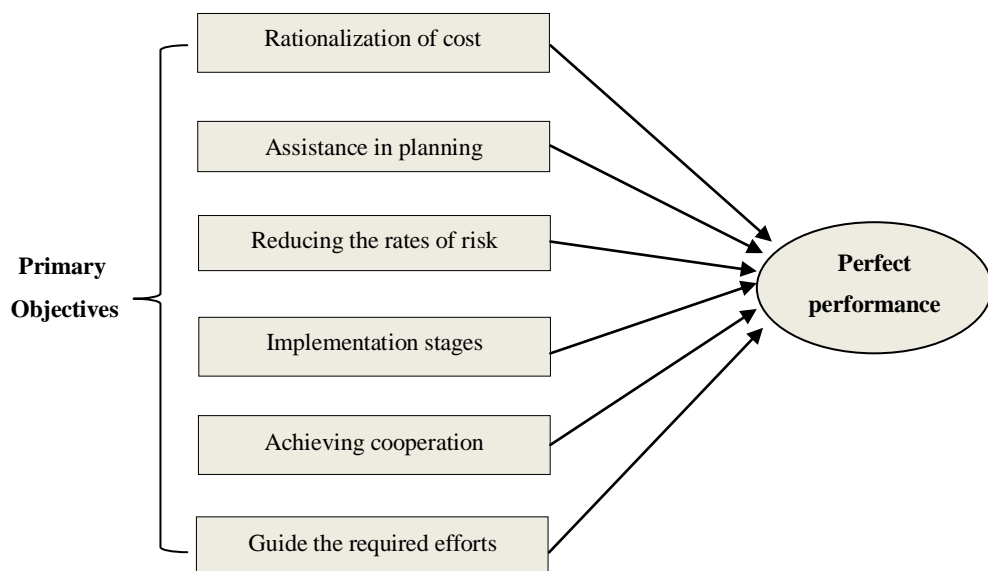 Rationalization of cost
Assistance in planning
Reducing the rates of risk
Primary
Objectives
Implementation stages
Achieving cooperation
Guide the required efforts
Perfect
performance